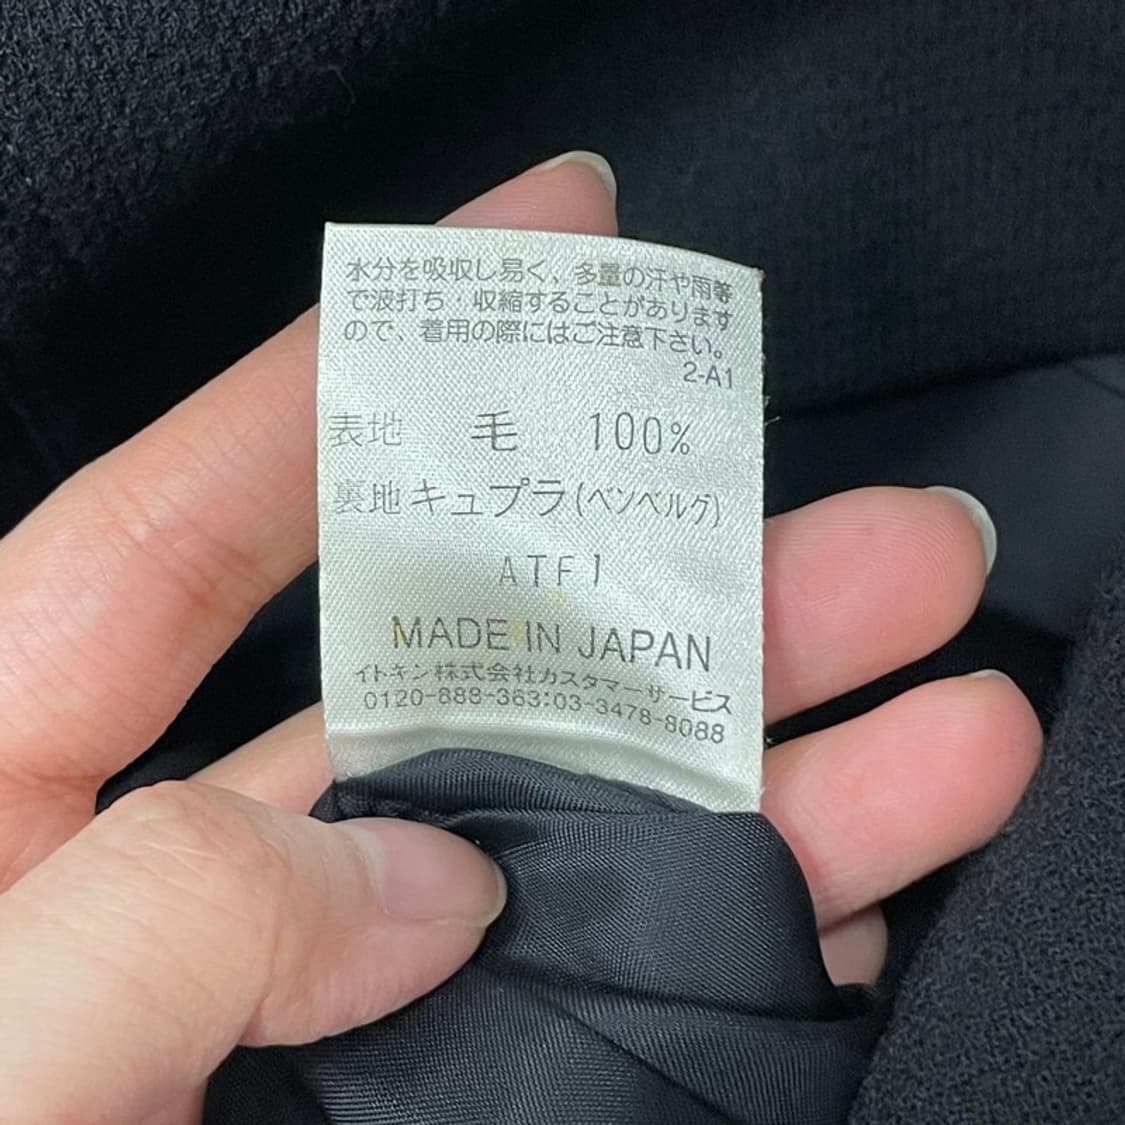 水分を吸収し易く、多量の汗や雨等
で波打ち・収縮することがあります
ので、着用の際にはご注意下さい。
2-A1
表地 毛 100%
裏地 キュプラ(ベンベルグ)
ATF1
MADE IN JAPAN
イトキン株式会社カスタマーサービス
0120-888-363:03-3478-8088